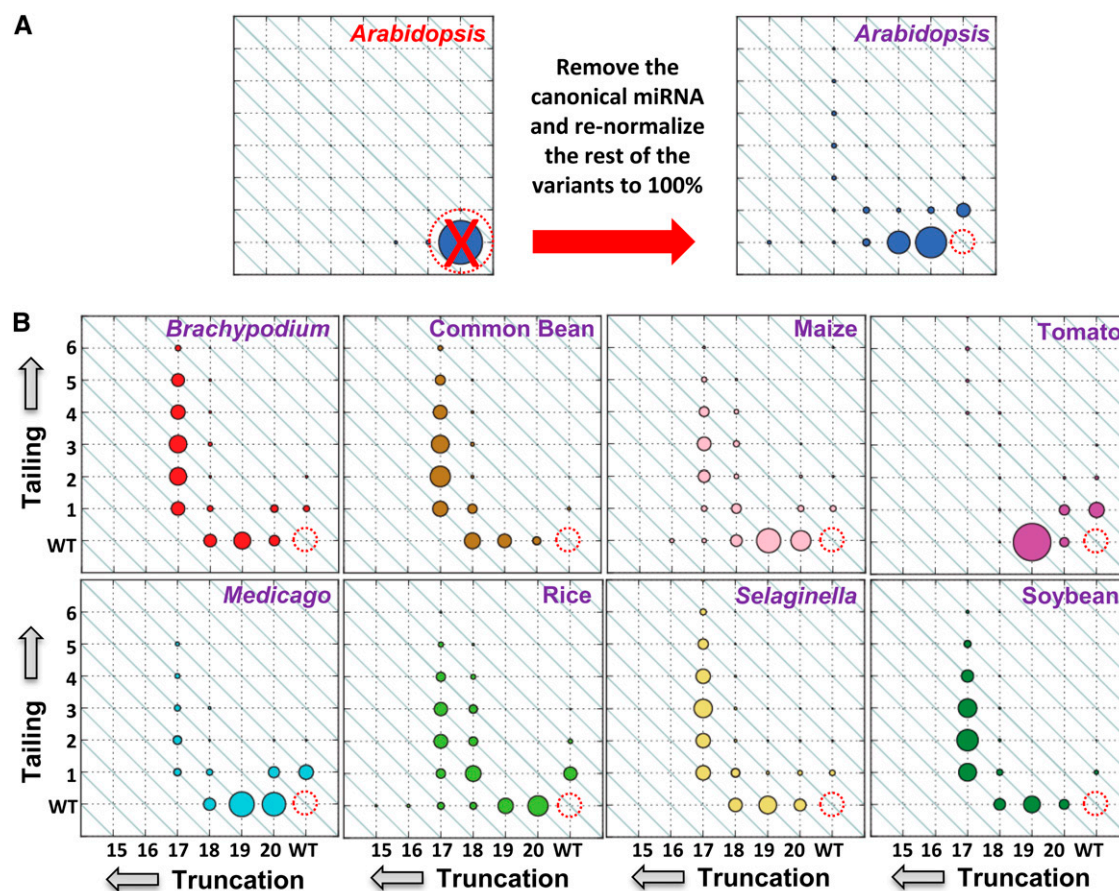 A
Arabidopsis
Remove the
canonical miRNA
and re-normalize
the rest of the
variants to 100%
Arabidopsis
X
B
Brachypodium
Common Bean
Maize
Tomato
6
5
4
3
2
1
WT
Tailing
Medicago
Rice
Selaginella
Soybean
6
5
4
3
2
1
WT
Tailing
15 16 17 18 19 20 WT
15 16 17 18 19 20 WT
15 16 17 18 19 20 WT
15 16 17 18 19 20 WT
Truncation
Truncation
Truncation
Truncation